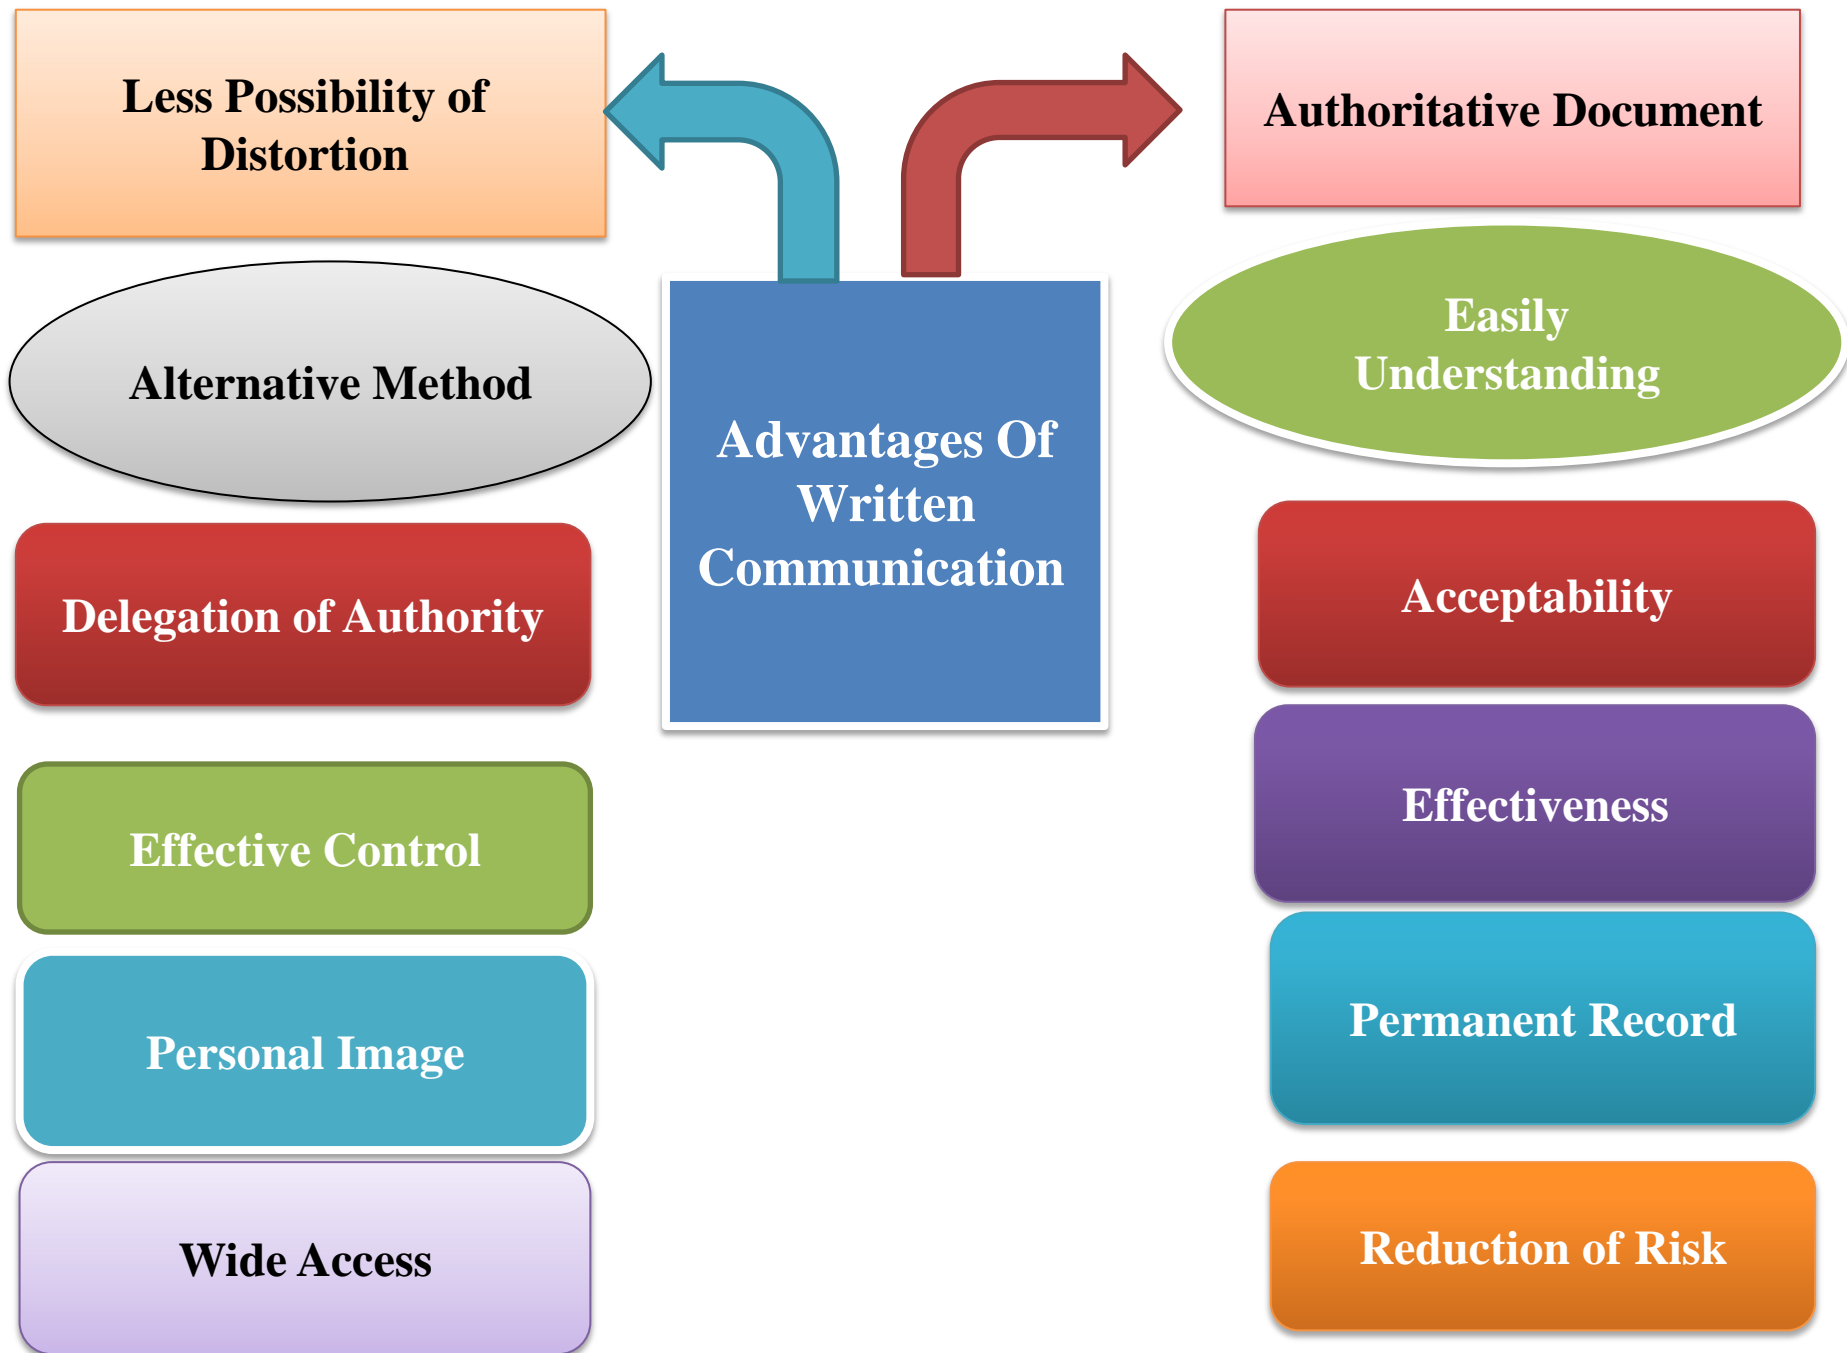 Less Possibility of
Distortion
Alternative Method
Delegation of Authority
Effective Control
Personal Image
Wide Access
Advantages Of
Written
Communication
Authoritative Document
Easily
Understanding
Acceptability
Effectiveness
Permanent Record
Reduction of Risk